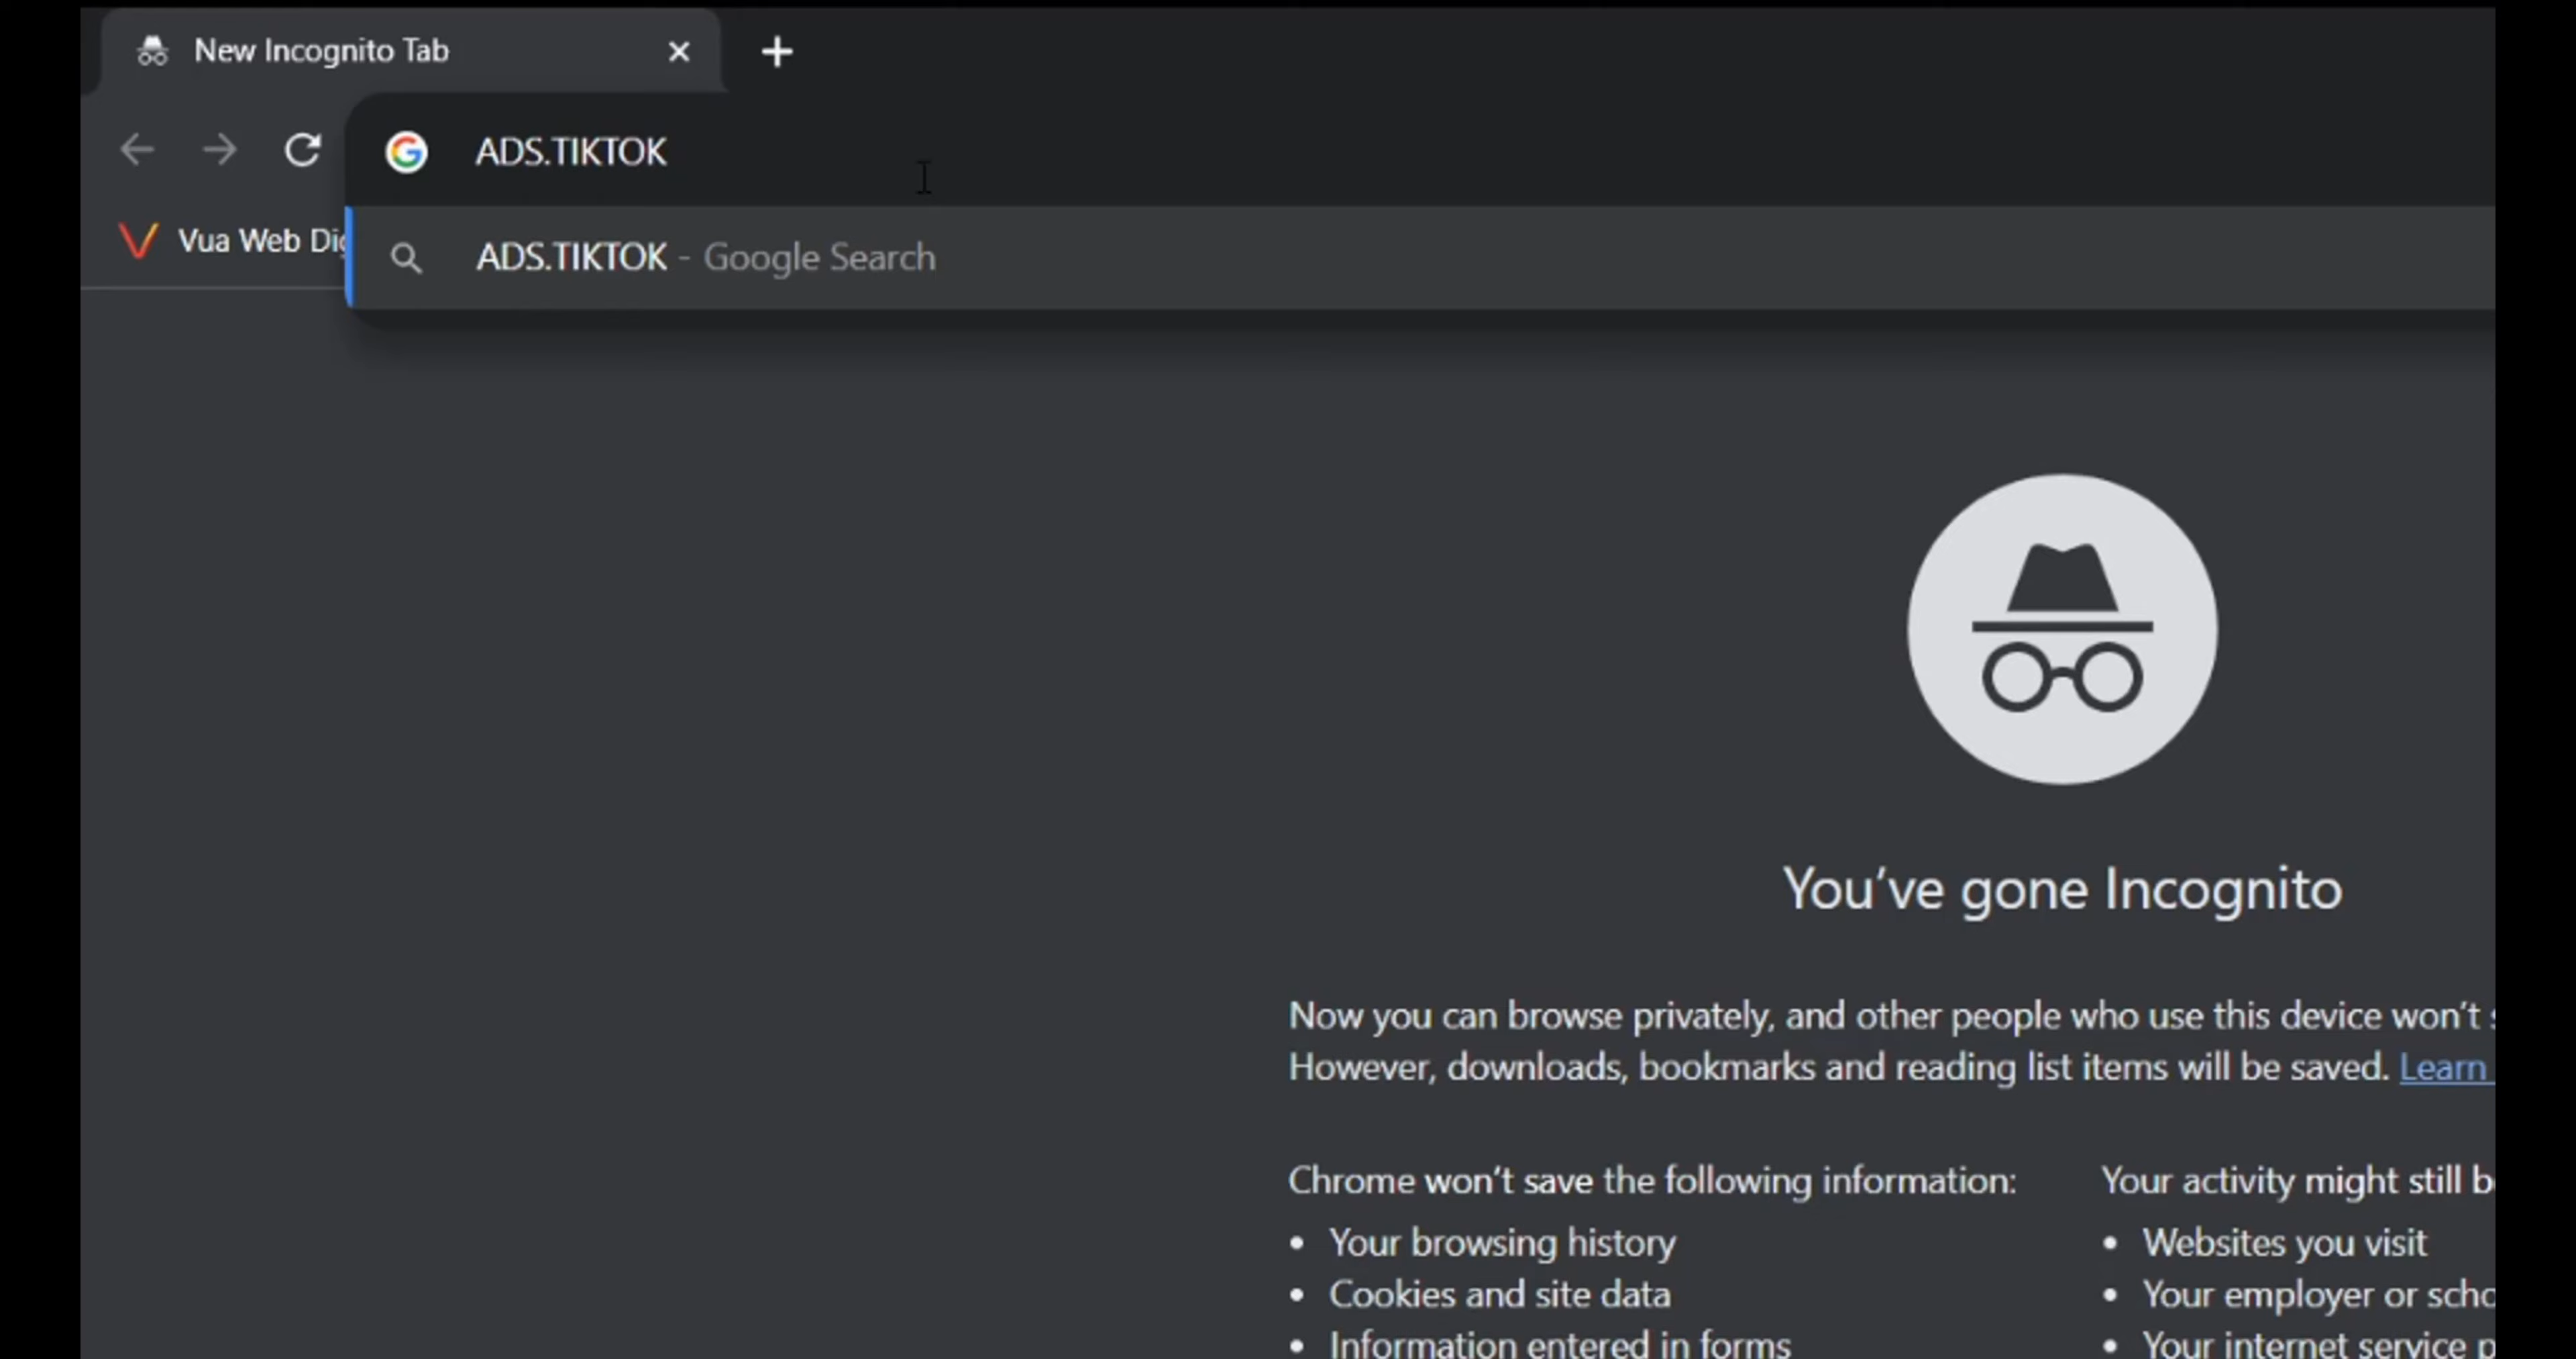 New Incognito Tab
ADS.TIKTOK
Vua Web
ADS.TIKTOK - Google Search
You've gone Incognito
Now you can browse privately, and other people who use this device won't
However, downloads, bookmarks and reading list items will be saved. Learn
Chrome won't save the following information:
Your activity might still
• Your browsing history
• Websites you visit
• Cookies and site data
• Your employer or
• Information entered in forms
• Your internet service